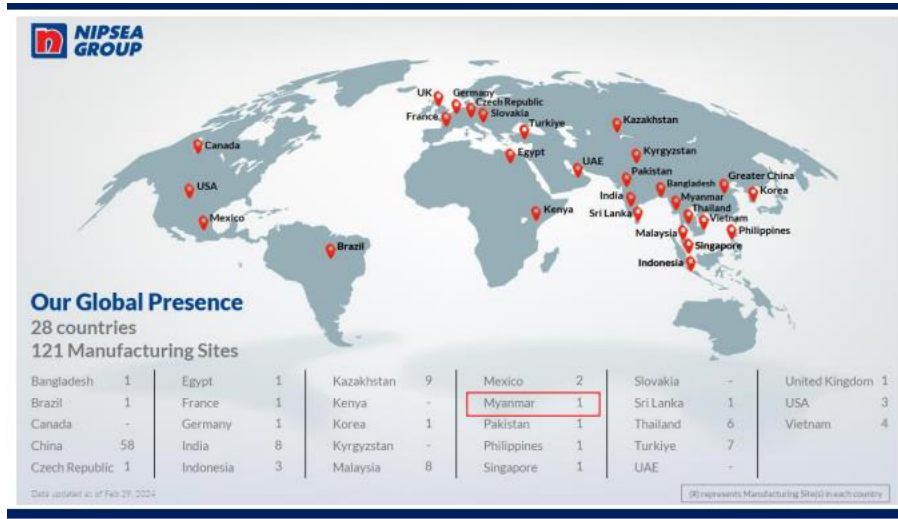 NIPSEA
GROUP
UK
Germany
Czech Republic
Slovakia
France
Turkiye
Kazakhstan
Canada
Egypt
Kyrgyzstan
UAE
Pakistan
Greater China
USA
Bangladesh
Korea
India
Myanmar
Kenya
Sri Lanka
Thailand
Mexico
Vietnam
Malaysia
Philippines
Brazil
Singapore
Indonesia
Our Global Presence
28 countries
121 Manufacturing Sites
Bangladesh 1 Egypt 1 Kazakhstan 9 Mexico 2 Slovakia - United Kingdom 1
Brazil 1 France 1 Kenya - Myanmar 1 Sri Lanka 1 USA 3
Canada - Germany 1 Korea 1 Pakistan 1 Thailand 6 Vietnam 4
China 58 India 8 Kyrgyzstan - Philippines 1 Turkiye 7
Czech Republic 1 Indonesia 3 Malaysia 8 Singapore 1 UAE -
Data updated as of Feb 29, 2024
(#) represents Manufacturing Site(s) in each country